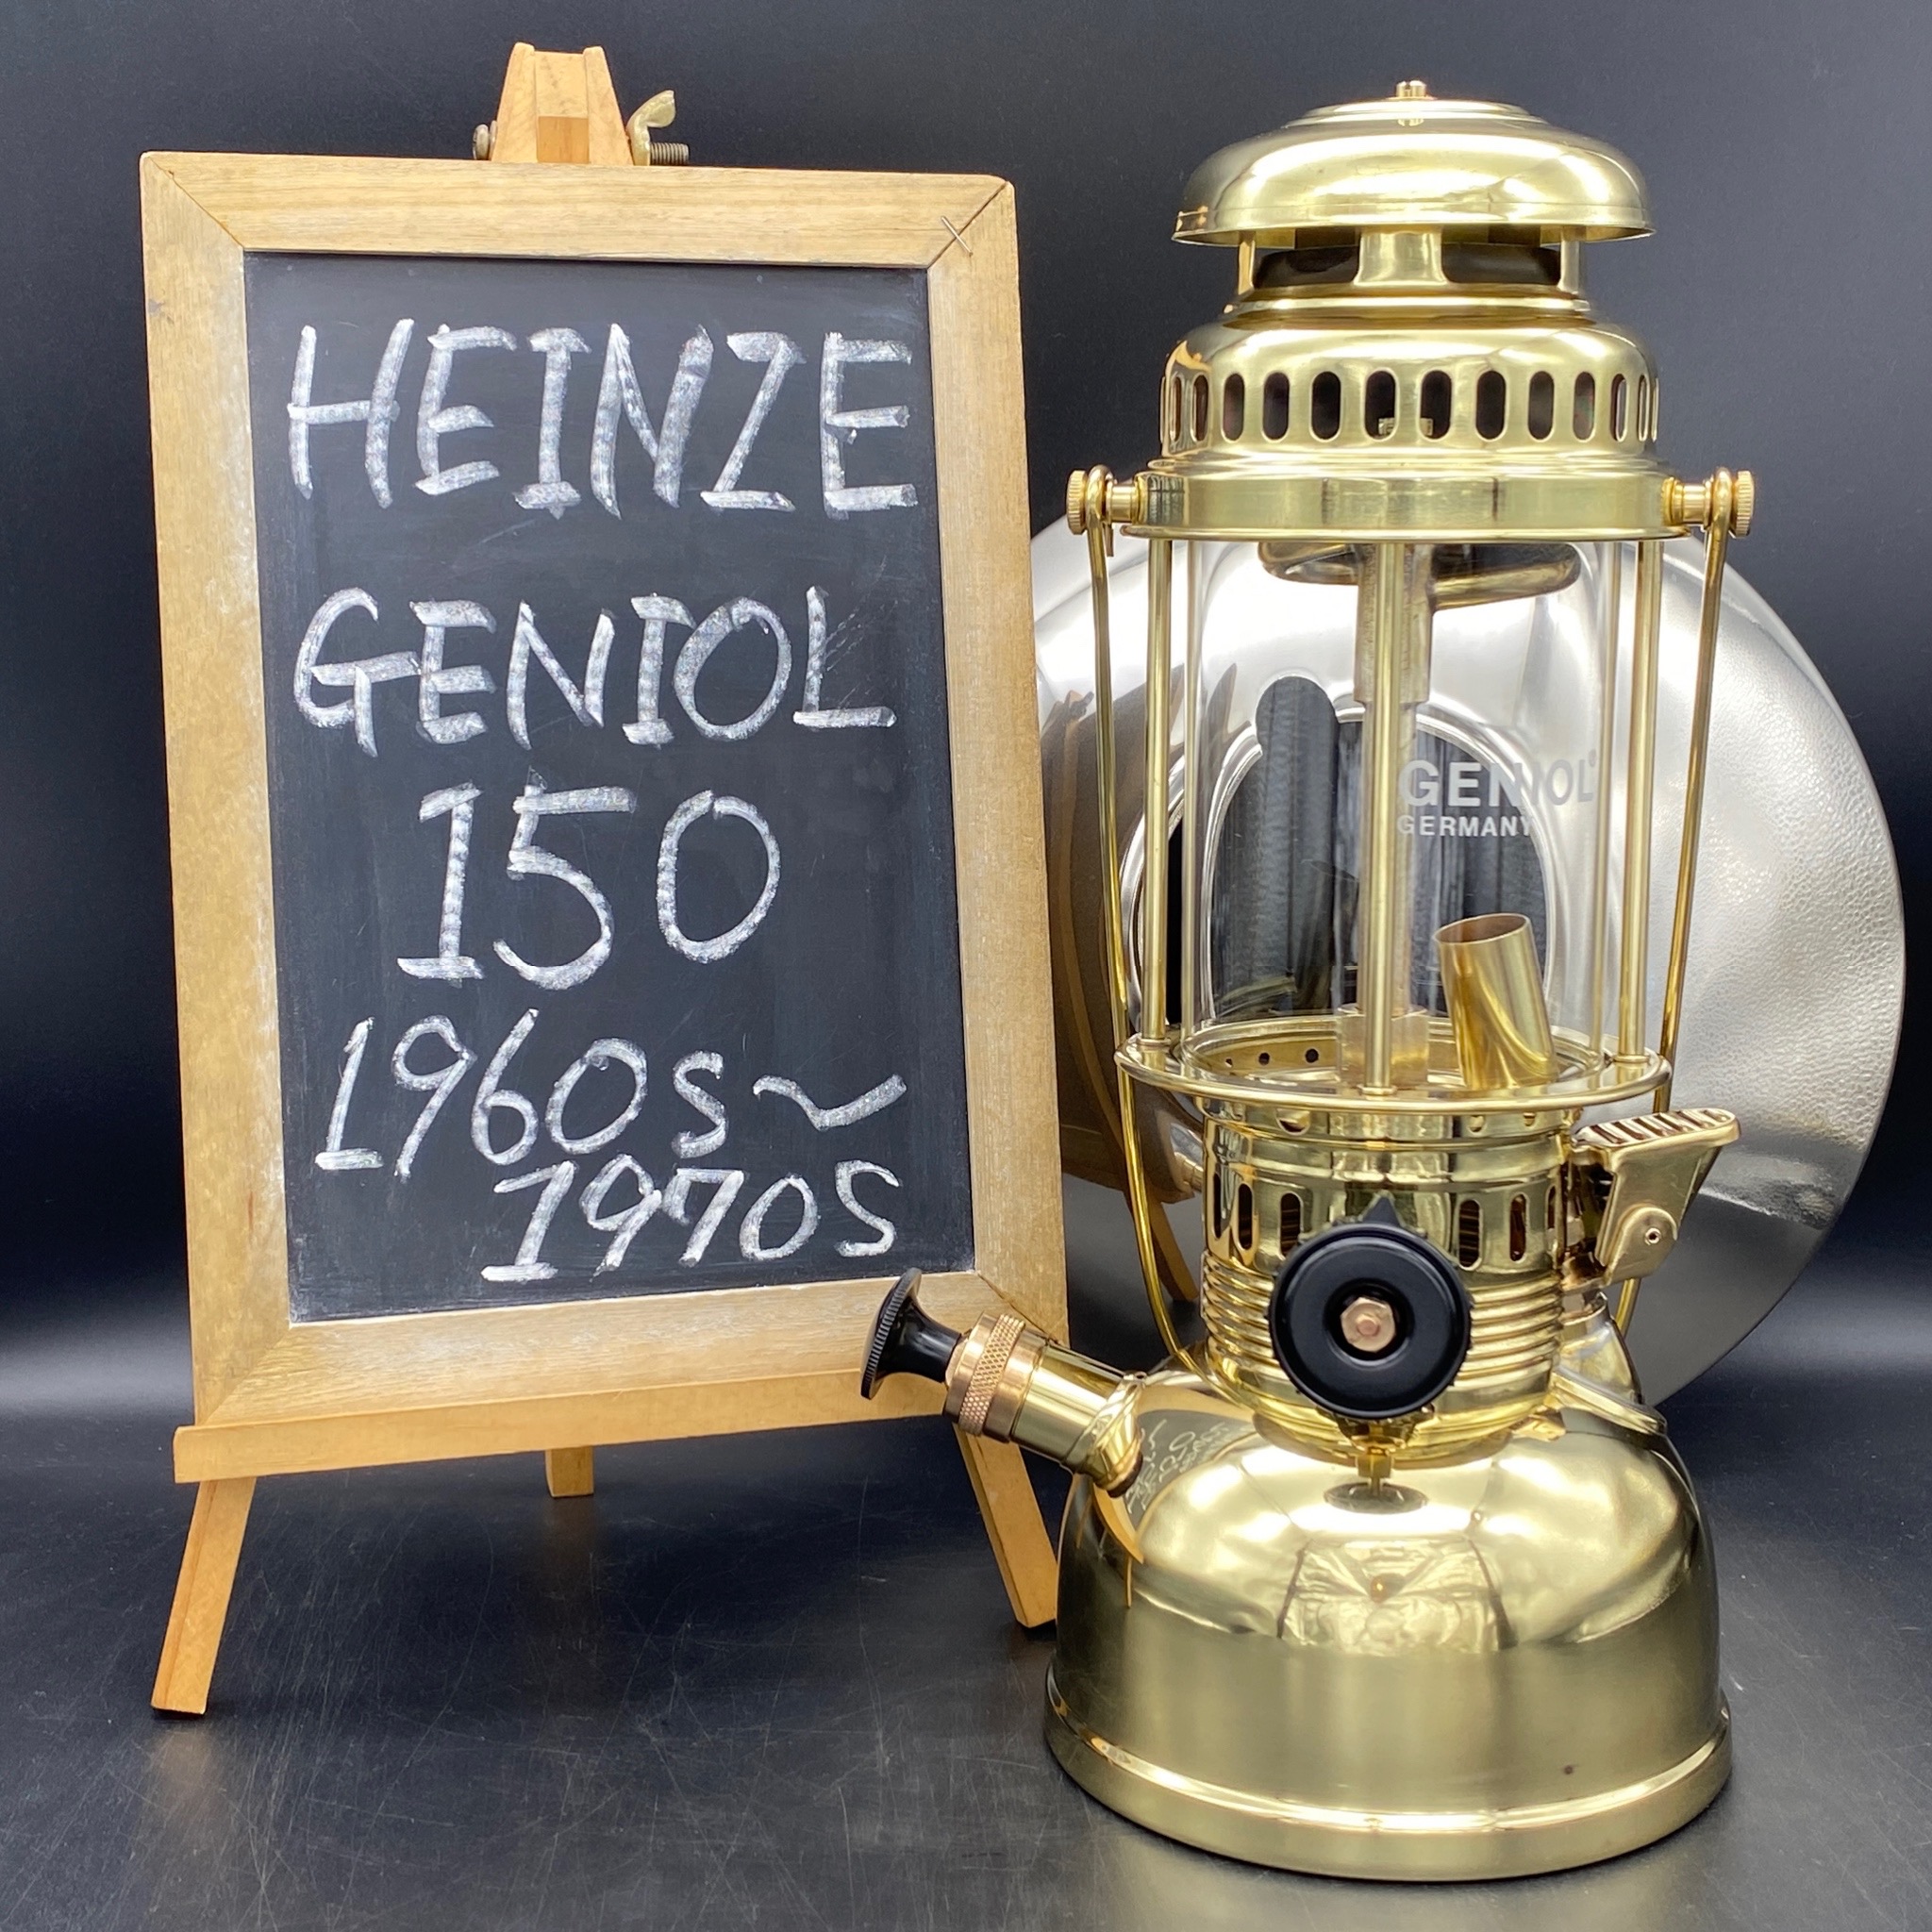 HEINZE
GENIOL
150
1960s~
1970s
GENIOL
GERMANY